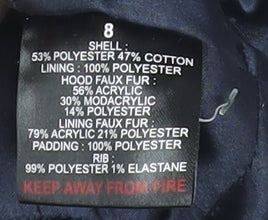 8
SHELL :
53% POLYESTER 47% COTTON
LINING : 100% POLYESTER
HOOD FAUX FUR :
56% ACRYLIC
30% MODACRYLIC
14% POLYESTER
LINING FAUX FUR :
79% ACRYLIC 21% POLYESTER
PADDING : 100% POLYESTER
RIB :
99% POLYESTER 1% ELASTANE
KEEP AWAY FROM FIRE